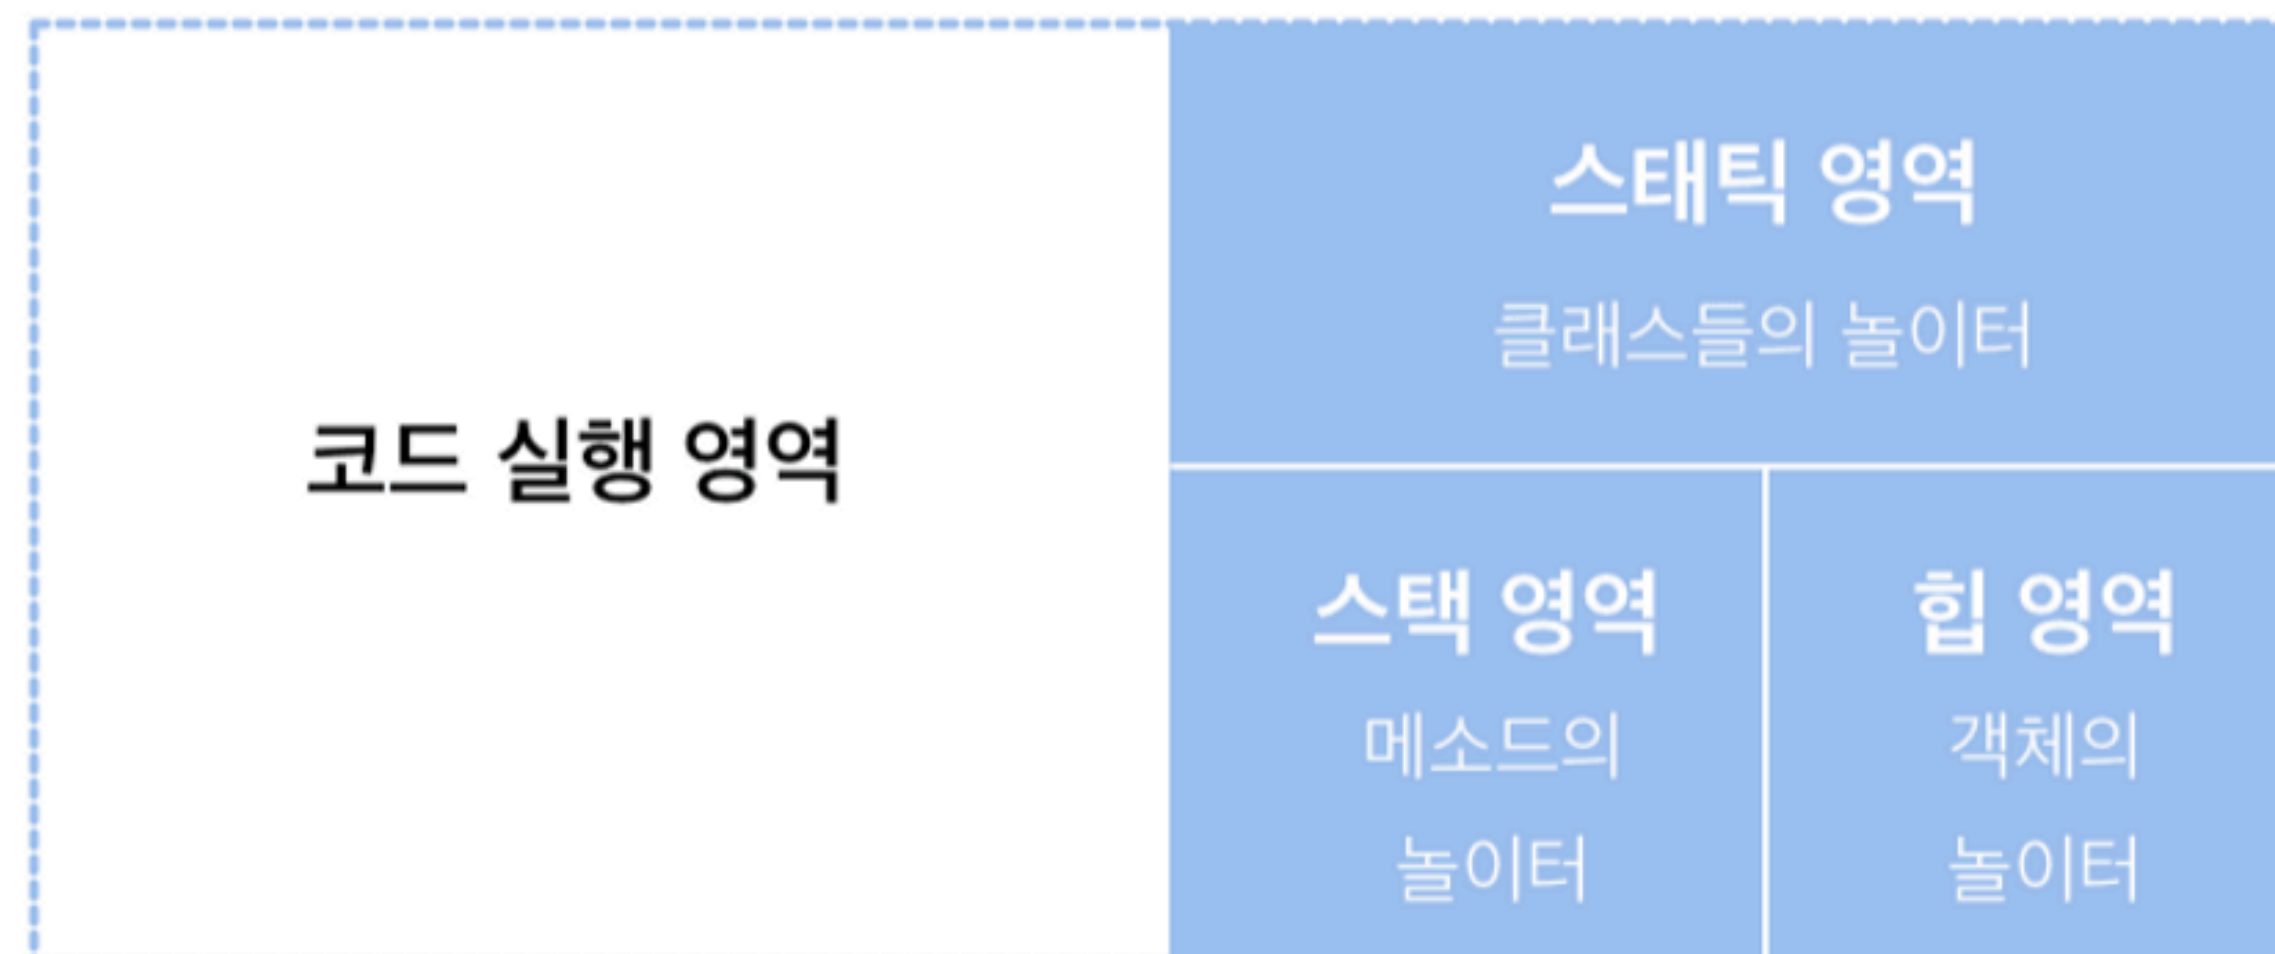 코드 실행 영역
스태틱 영역
클래스들의 놀이터
스택 영역
메소드의
놀이터
힙 영역
객체의
놀이터